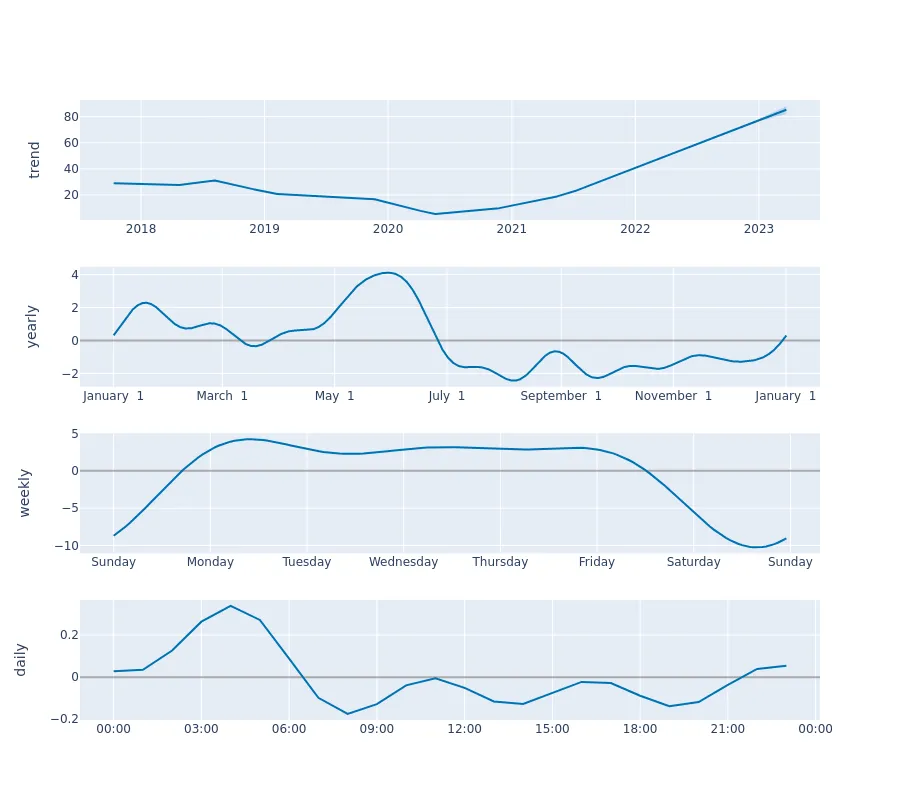 trend
80
60
40
20
2018 2019 2020 2021 2022 2023
yearly
4
2
0
−2
January 1 March 1 May 1 July 1 September 1 November 1 January 1
weekly
5
0
−5
−10
Sunday Monday Tuesday Wednesday Thursday Friday Saturday Sunday
daily
0.2
0
−0.2
00:00 03:00 06:00 09:00 12:00 15:00 18:00 21:00 00:00